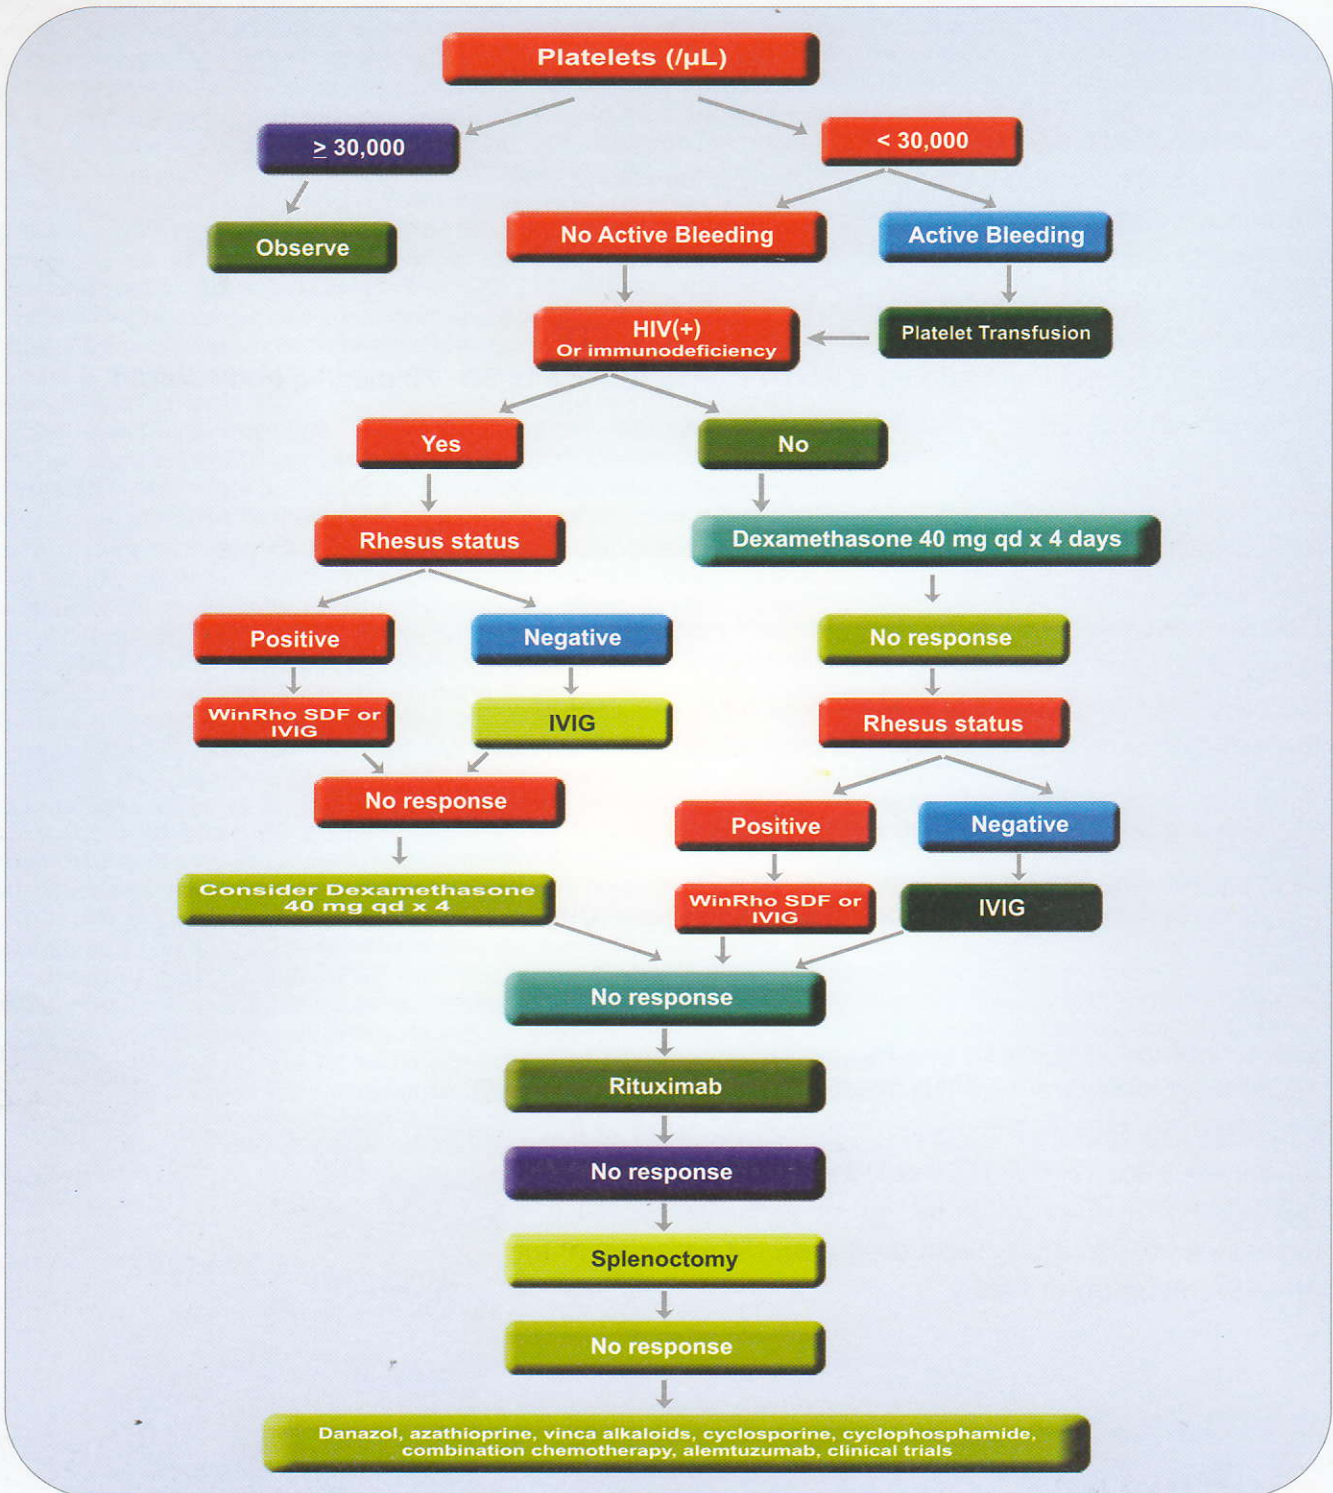 Platelets (/µL)
≥ 30,000
< 30,000
Observe
No Active Bleeding
Active Bleeding
HIV(+)
Or immunodeficiency
Platelet Transfusion
Yes
No
Rhesus status
Dexamethasone 40 mg qd x 4 days
Positive
Negative
No response
WinRho SDF or
IVIG
IVIG
Rhesus status
No response
Positive
Negative
Consider Dexamethasone
40 mg qd x 4
WinRho SDF or
IVIG
IVIG
No response
Rituximab
No response
Splenoctomy
No response
Danazol, azathioprine, vinca alkaloids, cyclosporine, cyclophosphamide,
combination chemotherapy, alemtuzumab, clinical trials